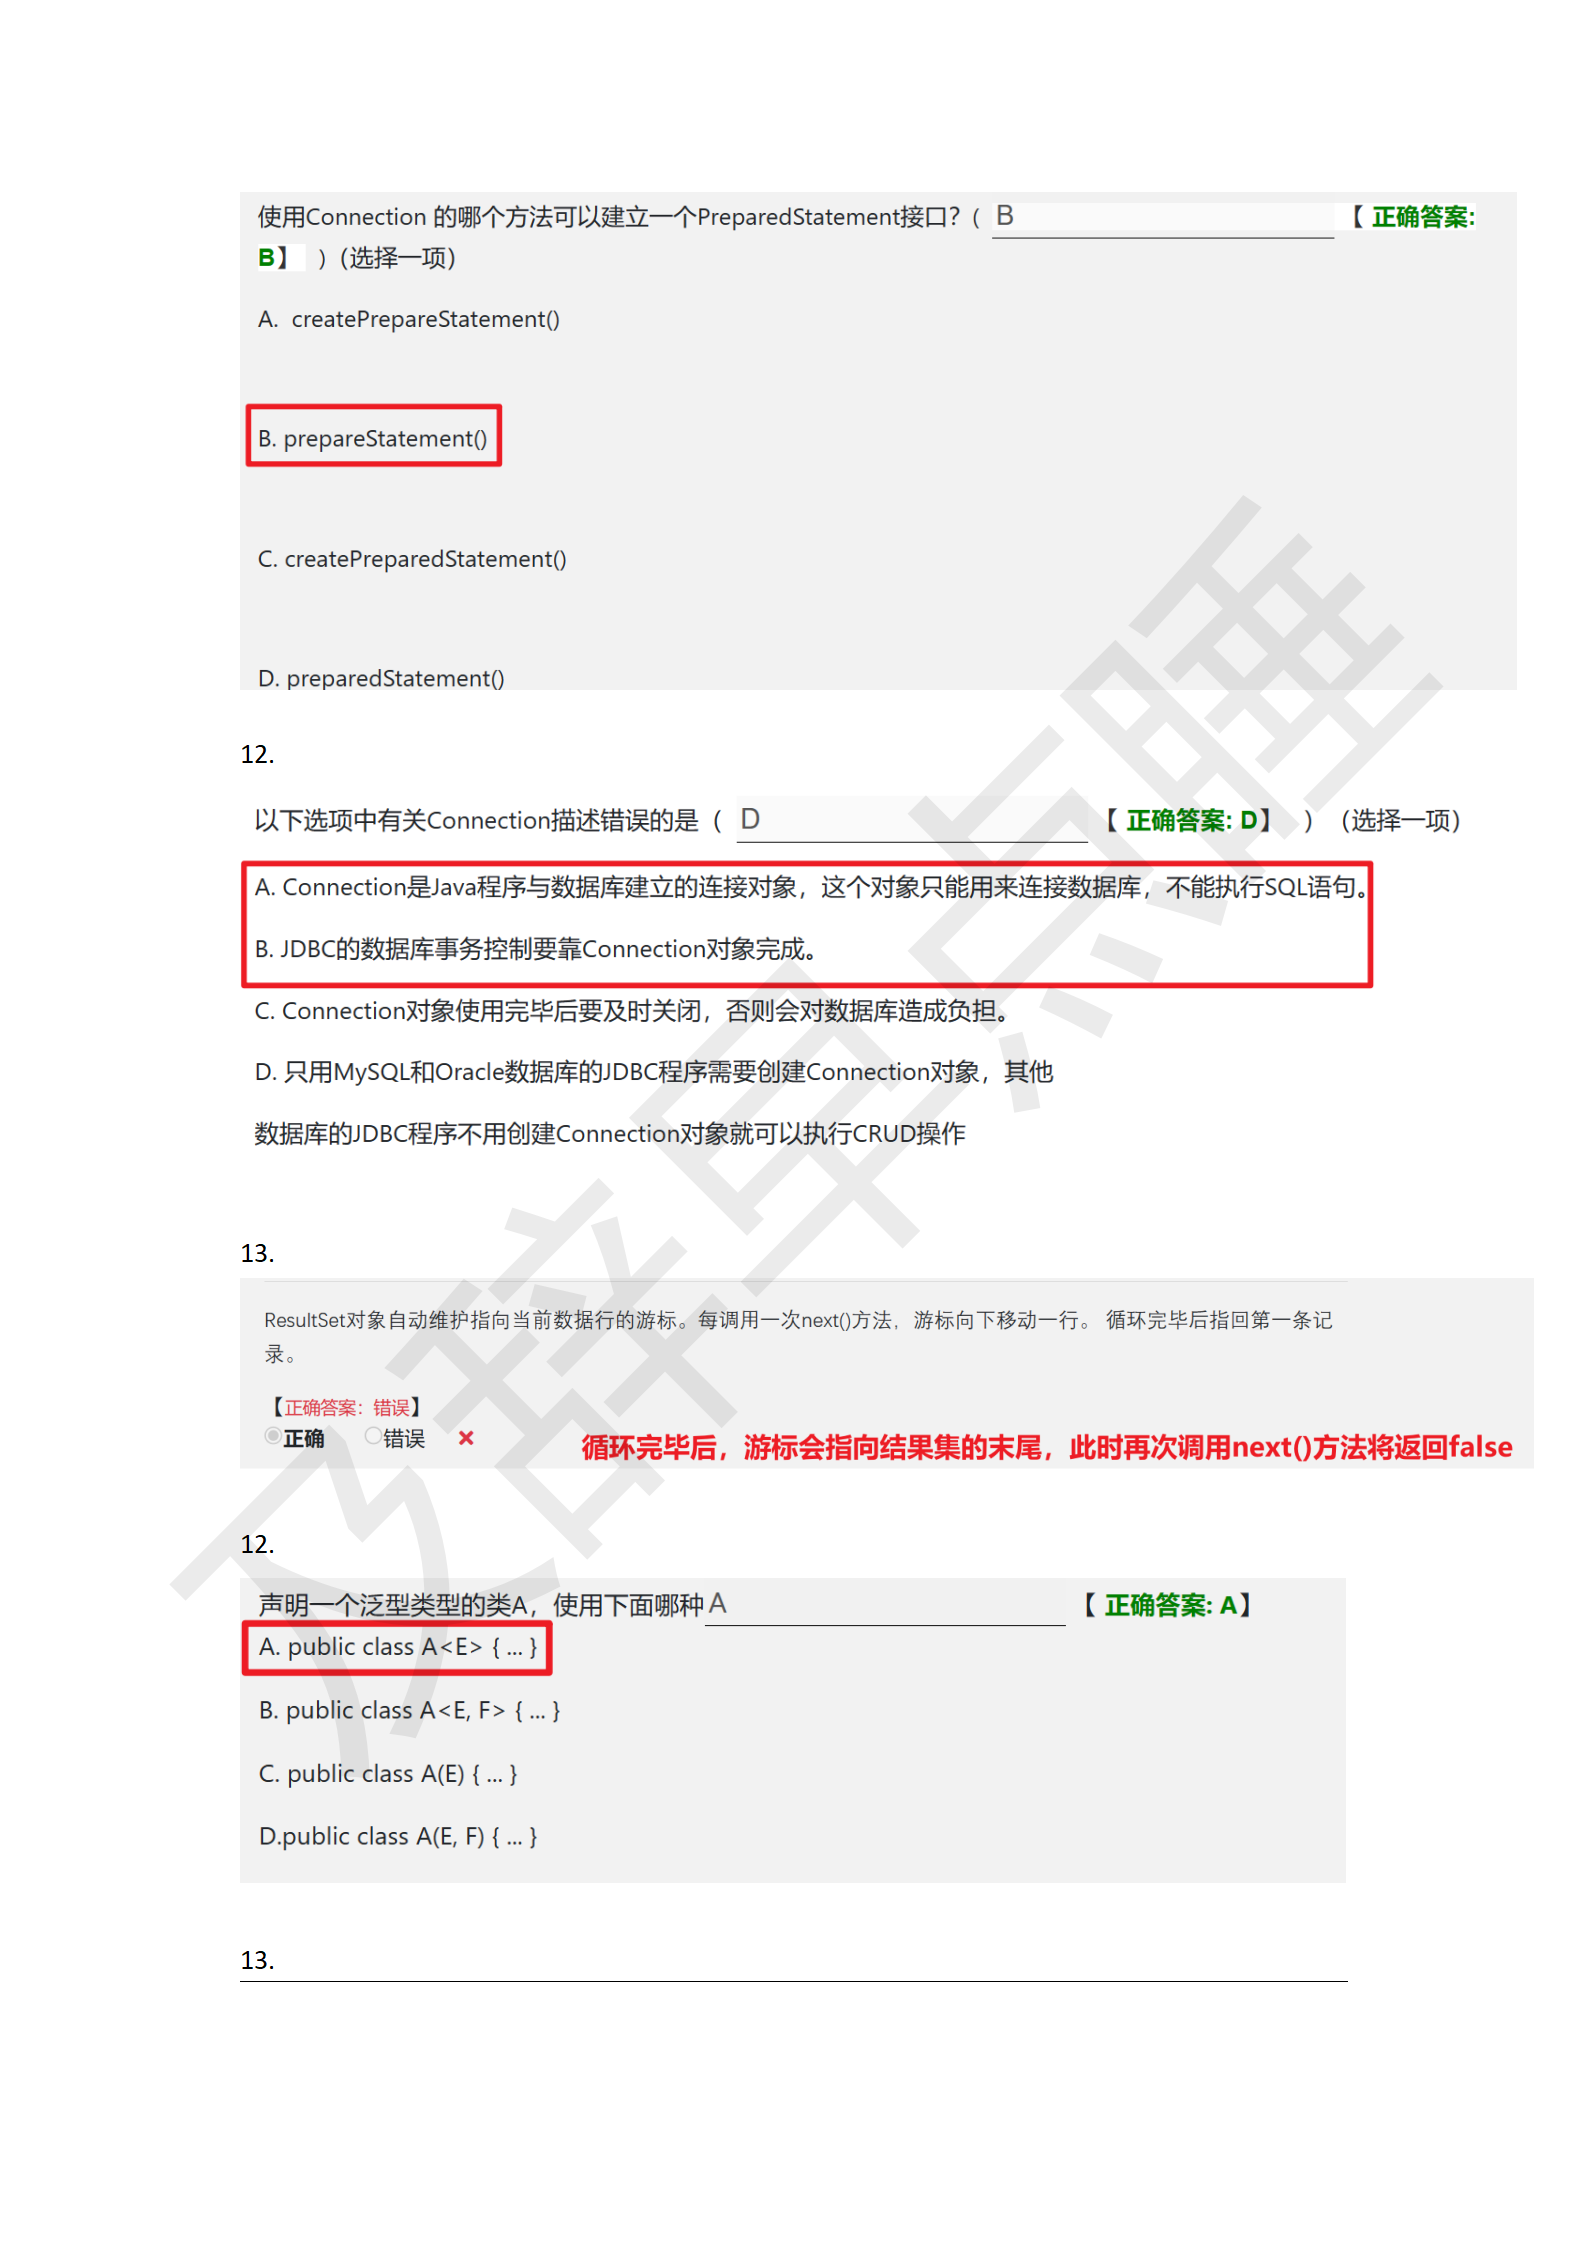 使用Connection 的哪个方法可以建立一个PreparedStatement接口？( B 【 正确答案:
B】 ) (选择一项)
A. createPrepareStatement()
B. prepareStatement()
C. createPreparedStatement()
D. preparedStatement()
12.
以下选项中有关Connection描述错误的是（ D 【 正确答案: D】 ）（选择一项）
A. Connection是Java程序与数据库建立的连接对象，这个对象只能用来连接数据库，不能执行SQL语句。
B. JDBC的数据库事务控制要靠Connection对象完成。
C. Connection对象使用完毕后要及时关闭，否则会对数据库造成负担。
D. 只用MySQL和Oracle数据库的JDBC程序需要创建Connection对象，其他
数据库的JDBC程序不用创建Connection对象就可以执行CRUD操作
13.
ResultSet对象自动维护指向当前数据行的游标。每调用一次next()方法，游标向下移动一行。 循环完毕后指回第一条记
录。
【正确答案：错误】
正确 错误
循环完毕后，游标会指向结果集的末尾，此时再次调用next()方法将返回false
12.
声明一个泛型类型的类A，使用下面哪种 A 【 正确答案: A】
A. public class A<E> { ... }
B. public class A<E, F> { ... }
C. public class A(E) { ... }
D.public class A(E, F) { ... }
13.
及辞早点睡